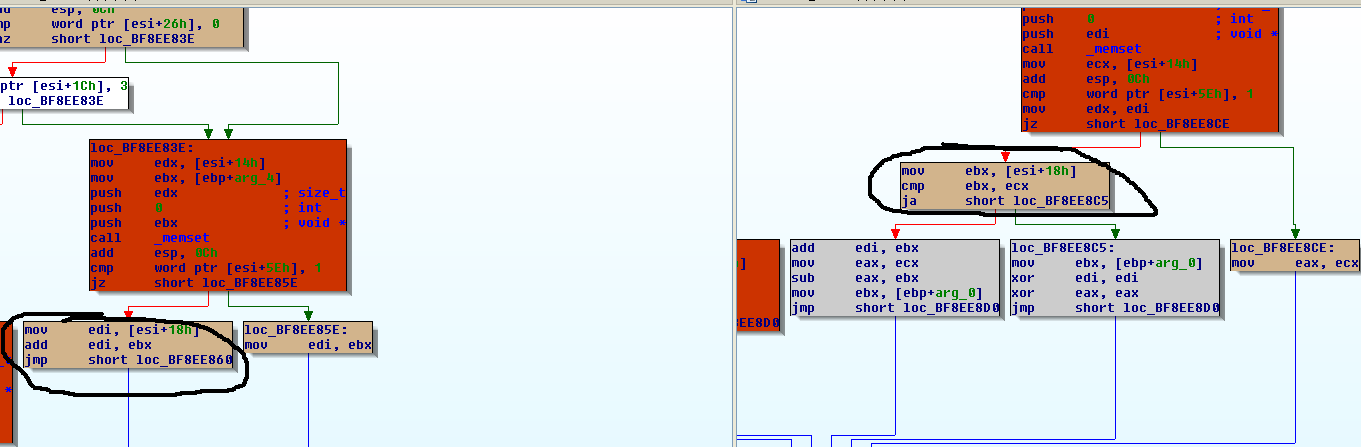 esp, 0Ch
word ptr [esi+26h], 0
short loc_BF8EE83E
ptr [esi+1Ch], 3
loc_BF8EE83E
loc_BF8EE83E:
mov edx, [esi+14h]
mov ebx, [ebp+arg_4]
push edx ; size_t
push 0 ; int
push ebx ; void *
call _memset
add esp, 0Ch
cmp word ptr [esi+5Eh], 1
jz short loc_BF8EE85E
mov edi, [esi+18h]
add edi, ebx
jmp short loc_BF8EE860
loc_BF8EE85E:
mov edi, ebx
*
push 0 ; int
push edi ; void *
call _memset
mov ecx, [esi+14h]
add esp, 0Ch
cmp word ptr [esi+5Eh], 1
mov edx, edi
jz short loc_BF8EE8CE
mov ebx, [esi+18h]
cmp ebx, ecx
ja short loc_BF8EE8C5
]
EE8D0
add edi, ebx
mov eax, ecx
sub eax, ebx
mov ebx, [ebp+arg_0]
jmp short loc_BF8EE8D0
loc_BF8EE8C5:
mov ebx, [ebp+arg_0]
xor edi, edi
xor eax, eax
jmp short loc_BF8EE8D0
loc_BF8EE8CE:
mov eax, ecx